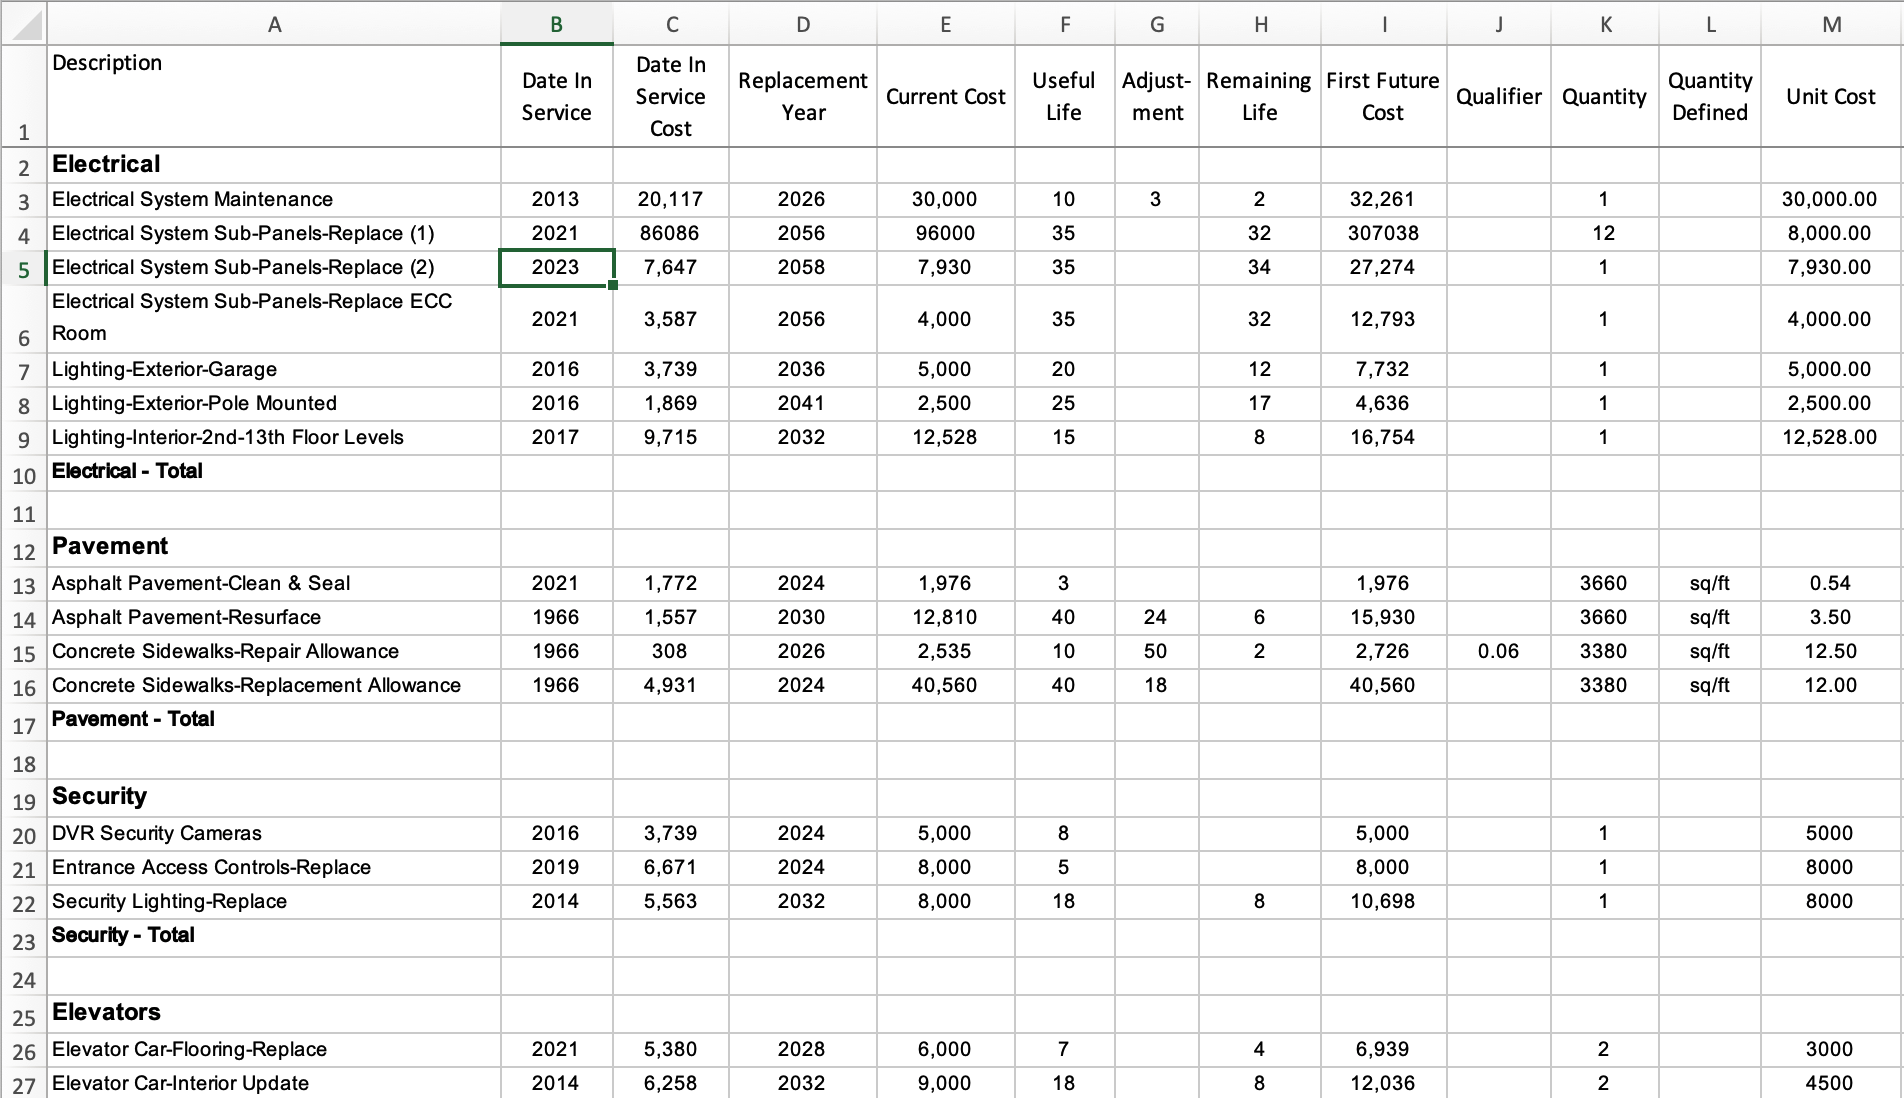 A B C D E F G H I J K L M
1 Description Date In Service Date In Service Cost Replacement Year Current Cost Useful Life Adjust-ment Remaining Life First Future Cost Qualifier Quantity Quantity Defined Unit Cost
2 Electrical
3 Electrical System Maintenance 2013 20,117 2026 30,000 10 3 2 32,261 1 30,000.00
4 Electrical System Sub-Panels-Replace (1) 2021 86086 2056 96000 35 32 307038 12 8,000.00
5 Electrical System Sub-Panels-Replace (2) 2023 7,647 2058 7,930 35 34 27,274 1 7,930.00
6 Electrical System Sub-Panels-Replace ECC Room 2021 3,587 2056 4,000 35 32 12,793 1 4,000.00
7 Lighting-Exterior-Garage 2016 3,739 2036 5,000 20 12 7,732 1 5,000.00
8 Lighting-Exterior-Pole Mounted 2016 1,869 2041 2,500 25 17 4,636 1 2,500.00
9 Lighting-Interior-2nd-13th Floor Levels 2017 9,715 2032 12,528 15 8 16,754 1 12,528.00
10 Electrical - Total
11
12 Pavement
13 Asphalt Pavement-Clean & Seal 2021 1,772 2024 1,976 3 1,976 3660 sq/ft 0.54
14 Asphalt Pavement-Resurface 1966 1,557 2030 12,810 40 24 6 15,930 3660 sq/ft 3.50
15 Concrete Sidewalks-Repair Allowance 1966 308 2026 2,535 10 50 2 2,726 0.06 3380 sq/ft 12.50
16 Concrete Sidewalks-Replacement Allowance 1966 4,931 2024 40,560 40 18 40,560 3380 sq/ft 12.00
17 Pavement - Total
18
19 Security
20 DVR Security Cameras 2016 3,739 2024 5,000 8 5,000 1 5000
21 Entrance Access Controls-Replace 2019 6,671 2024 8,000 5 8,000 1 8000
22 Security Lighting-Replace 2014 5,563 2032 8,000 18 8 10,698 1 8000
23 Security - Total
24
25 Elevators
26 Elevator Car-Flooring-Replace 2021 5,380 2028 6,000 7 4 6,939 2 3000
27 Elevator Car-Interior Update 2014 6,258 2032 9,000 18 8 12,036 2 4500